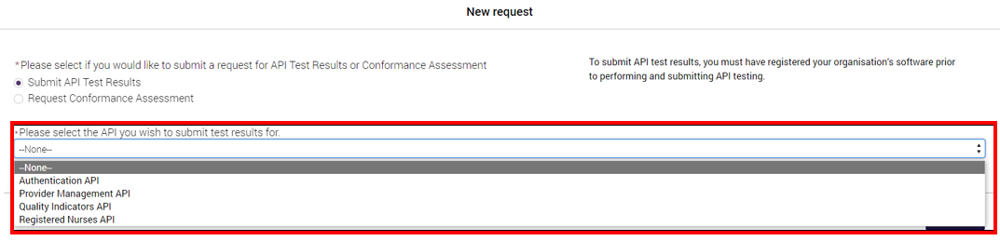 New request
*Please select if you would like to submit a request for API Test Results or Conformance Assessment
Submit API Test Results
Request Conformance Assessment
To submit API test results, you must have registered your organisation's software prior
to performing and submitting API testing.
*Please select the API you wish to submit test results for.
--None--
--None--
Authentication API
Provider Management API
Quality Indicators API
Registered Nurses API